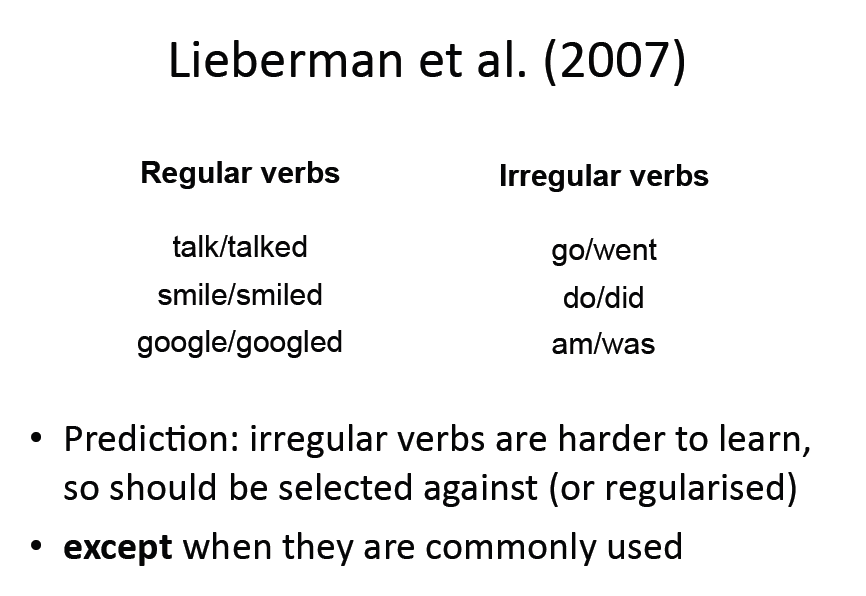 Lieberman et al. (2007)
Regular verbs
talk/talked
smile/smiled
google/googled
Irregular verbs
go/went
do/did
am/was
• Prediction: irregular verbs are harder to learn,
so should be selected against (or regularised)
• except when they are commonly used